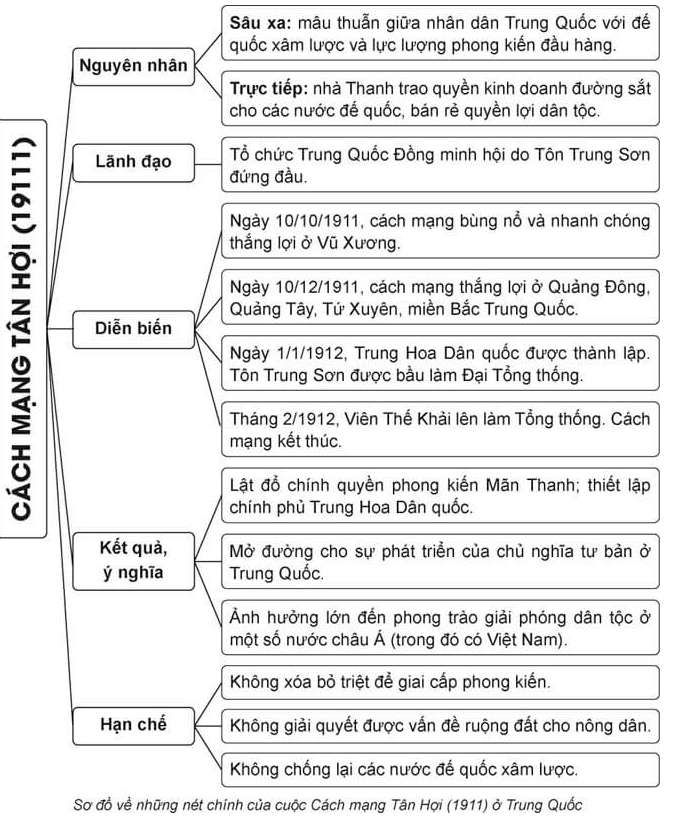 CÁCH MẠNG TÂN HỢI (19111)
Nguyên nhân
Sâu xa: mâu thuẫn giữa nhân dân Trung Quốc với đế
quốc xâm lược và lực lượng phong kiến đầu hàng.
Trực tiếp: nhà Thanh trao quyền kinh doanh đường sắt
cho các nước đế quốc, bán rẻ quyền lợi dân tộc.
Lãnh đạo
Tổ chức Trung Quốc Đồng minh hội do Tôn Trung Sơn
đứng đầu.
Diễn biến
Ngày 10/10/1911, cách mạng bùng nổ và nhanh chóng
thắng lợi ở Vũ Xương.
Ngày 10/12/1911, cách mạng thắng lợi ở Quảng Đông,
Quảng Tây, Tứ Xuyên, miền Bắc Trung Quốc.
Ngày 1/1/1912, Trung Hoa Dân quốc được thành lập.
Tôn Trung Sơn được bầu làm Đại Tổng thống.
Tháng 2/1912, Viên Thế Khải lên làm Tổng thống. Cách
mạng kết thúc.
Kết quả,
ý nghĩa
Lật đổ chính quyền phong kiến Mãn Thanh; thiết lập
chính phủ Trung Hoa Dân quốc.
Mở đường cho sự phát triển của chủ nghĩa tư bản ở
Trung Quốc.
Ảnh hưởng lớn đến phong trào giải phóng dân tộc ở
một số nước châu Á (trong đó có Việt Nam).
Hạn chế
Không xóa bỏ triệt để giai cấp phong kiến.
Không giải quyết được vấn đề ruộng đất cho nông dân.
Không chống lại các nước đế quốc xâm lược.
Sơ đồ về những nét chính của cuộc Cách mạng Tân Hợi (1911) ở Trung Quốc